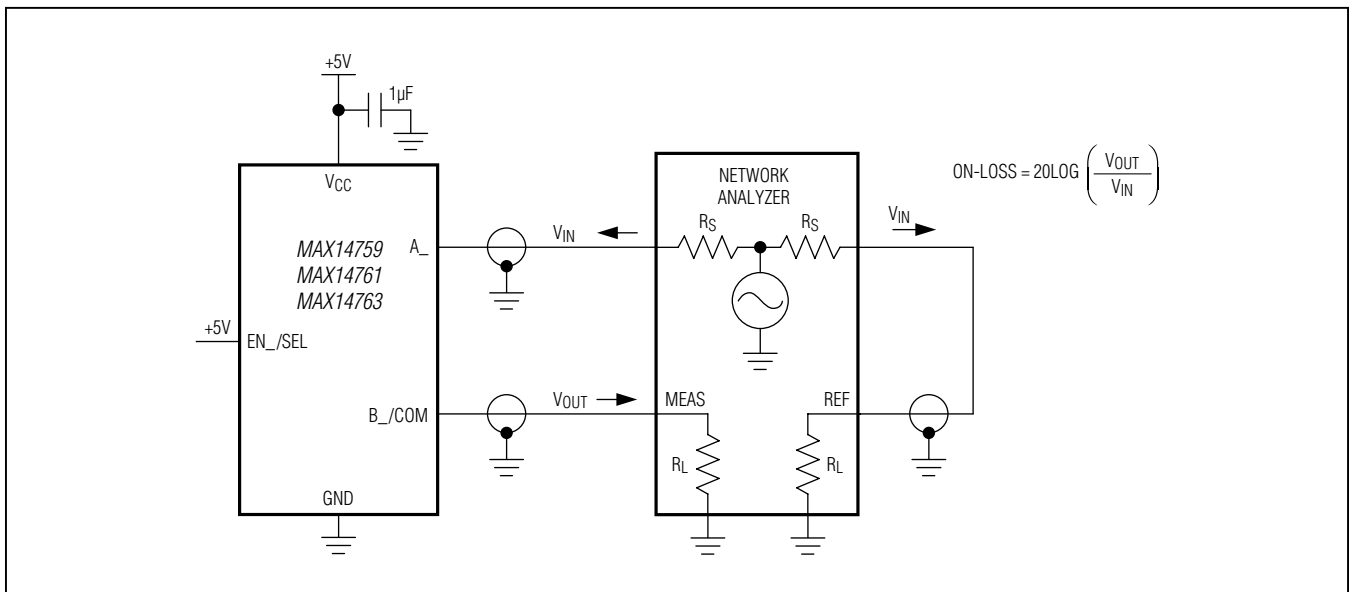 +5V
1µF
VCC
MAX14759
MAX14761
MAX14763
A_
+5V
EN_/SEL
B_/COM
GND
VIN
VOUT
NETWORK
ANALYZER
RS
RS
MEAS
REF
RL
RL
VIN
ON-LOSS = 20LOG (VOUT/VIN)